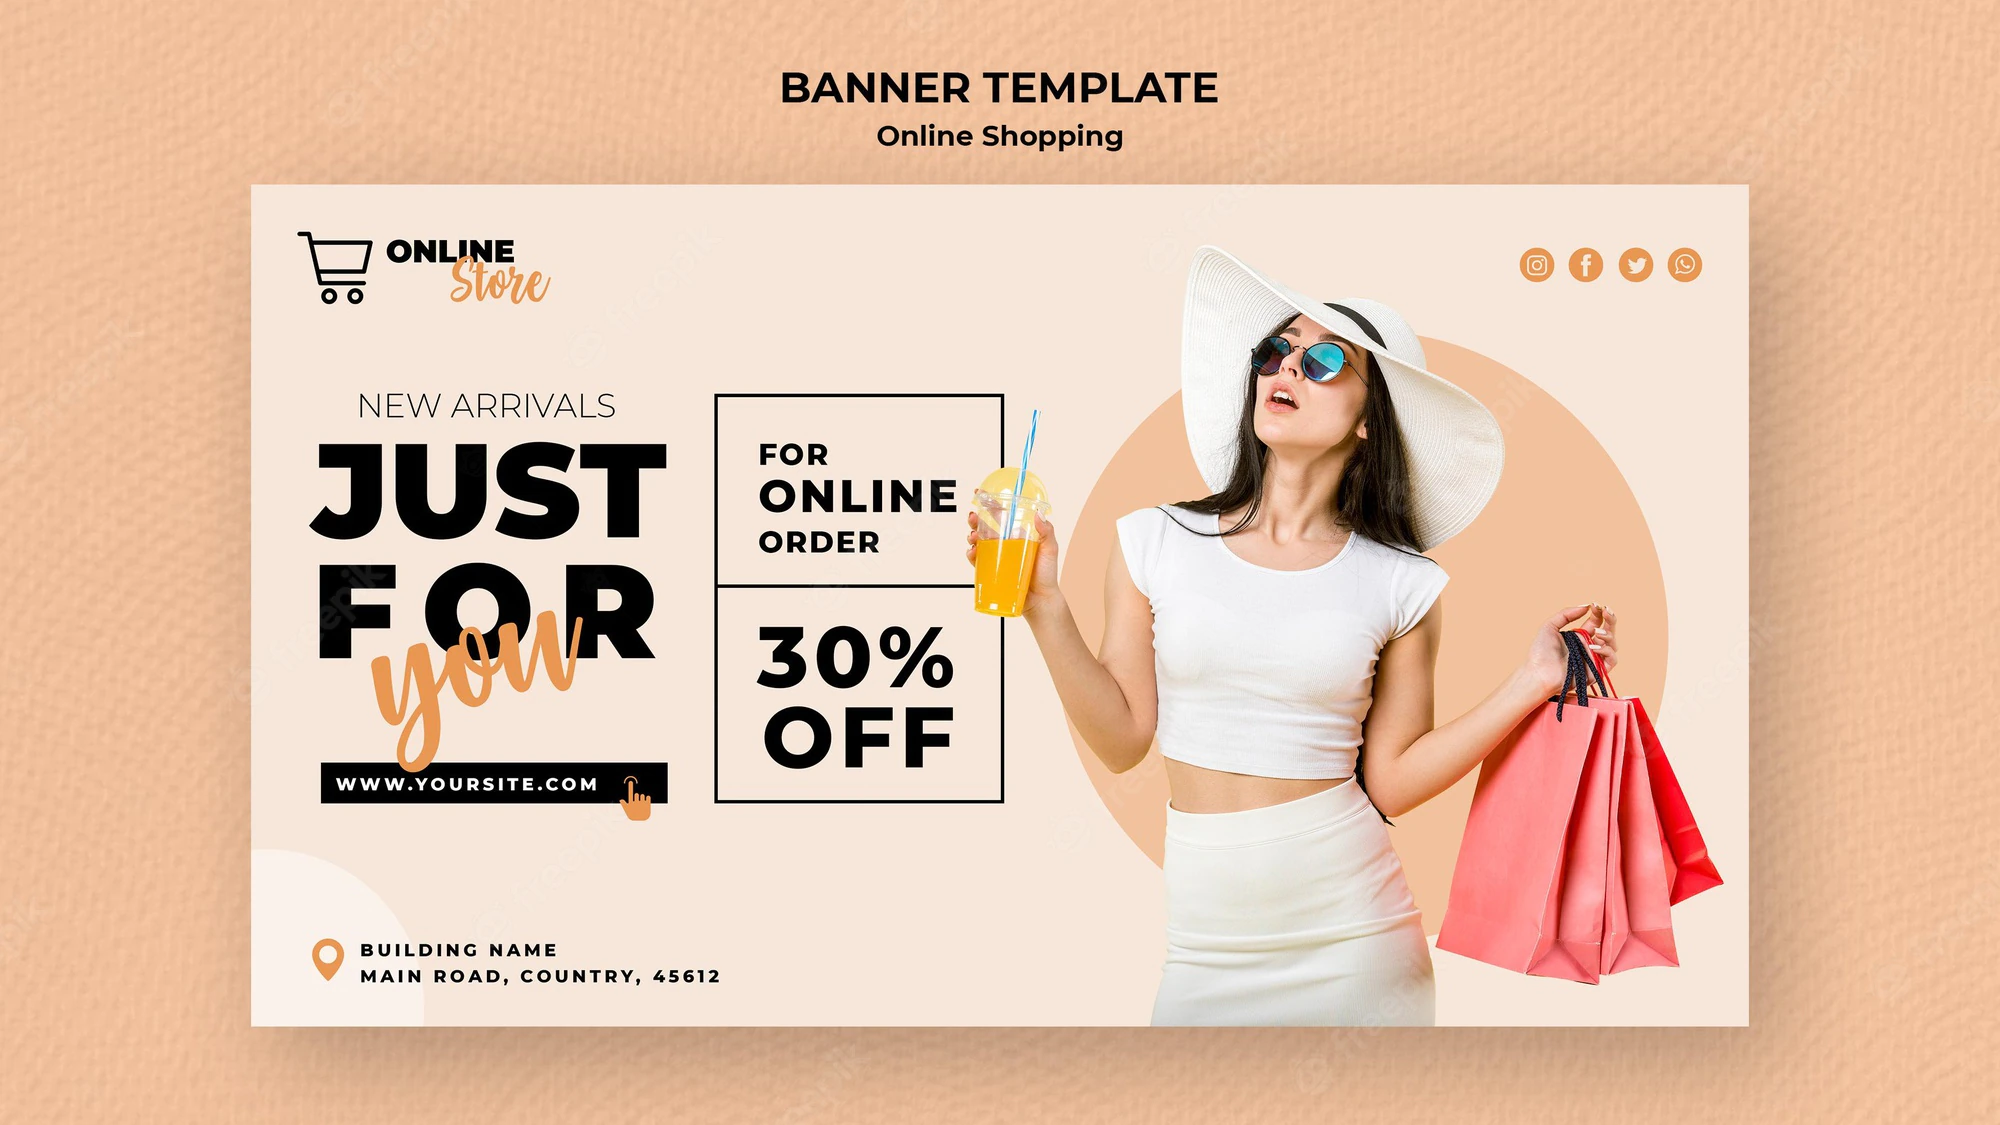 BANNER TEMPLATE
Online Shopping
ONLINE
Store
NEW ARRIVALS
JUST
FOR
you
WWW.YOURSITE.COM
FOR
ONLINE
ORDER
30%
OFF
BUILDING NAME
MAIN ROAD, COUNTRY, 45612
freepik